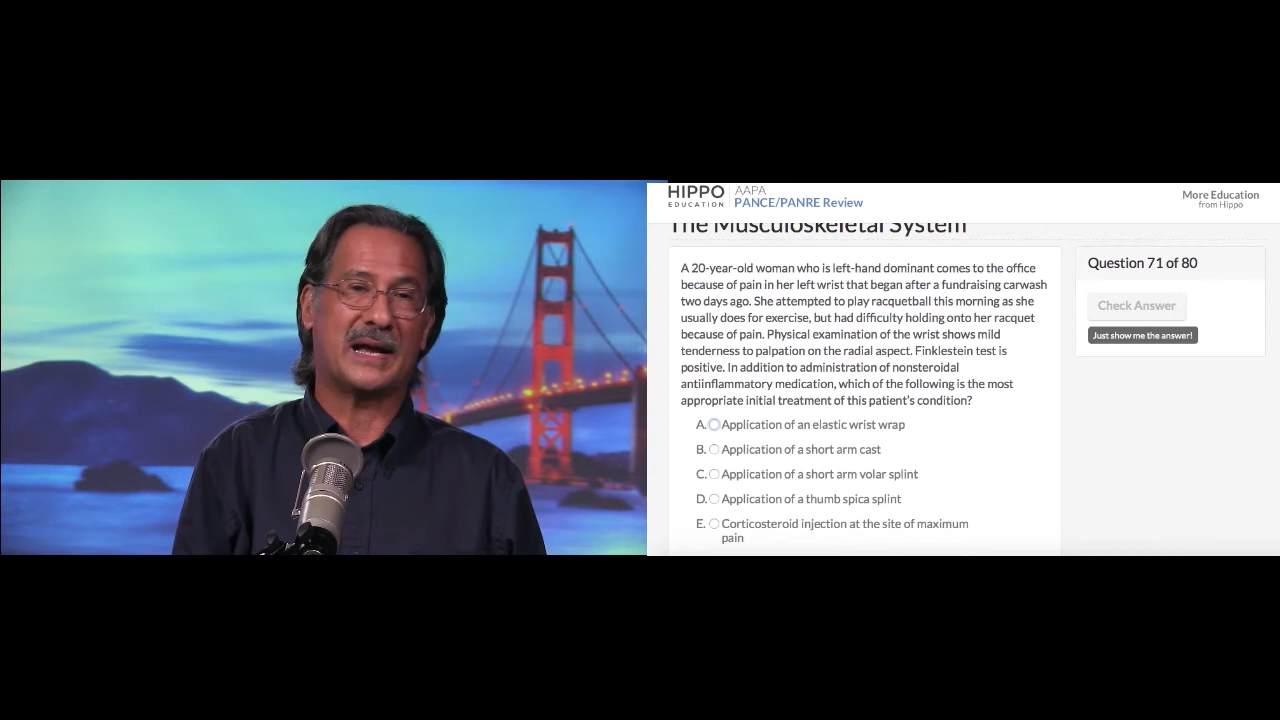 HIPPO
EDUCATION
AAPA
PANCE/PANRE Review
More Education
from Hippo
The Musculoskeletal System
A 20-year-old woman who is left-hand dominant comes to the office
because of pain in her left wrist that began after a fundraising carwash
two days ago. She attempted to play racquetball this morning as she
usually does for exercise, but had difficulty holding onto her racquet
because of pain. Physical examination of the wrist shows mild
tenderness to palpation on the radial aspect. Finklestein test is
positive. In addition to administration of nonsteroidal
antiinflammatory medication, which of the following is the most
appropriate initial treatment of this patient's condition?
A. Application of an elastic wrist wrap
B. Application of a short arm cast
C. Application of a short arm volar splint
D. Application of a thumb spica splint
E. Corticosteroid injection at the site of maximum
pain
Question 71 of 80
Check Answer
Just show me the answer!